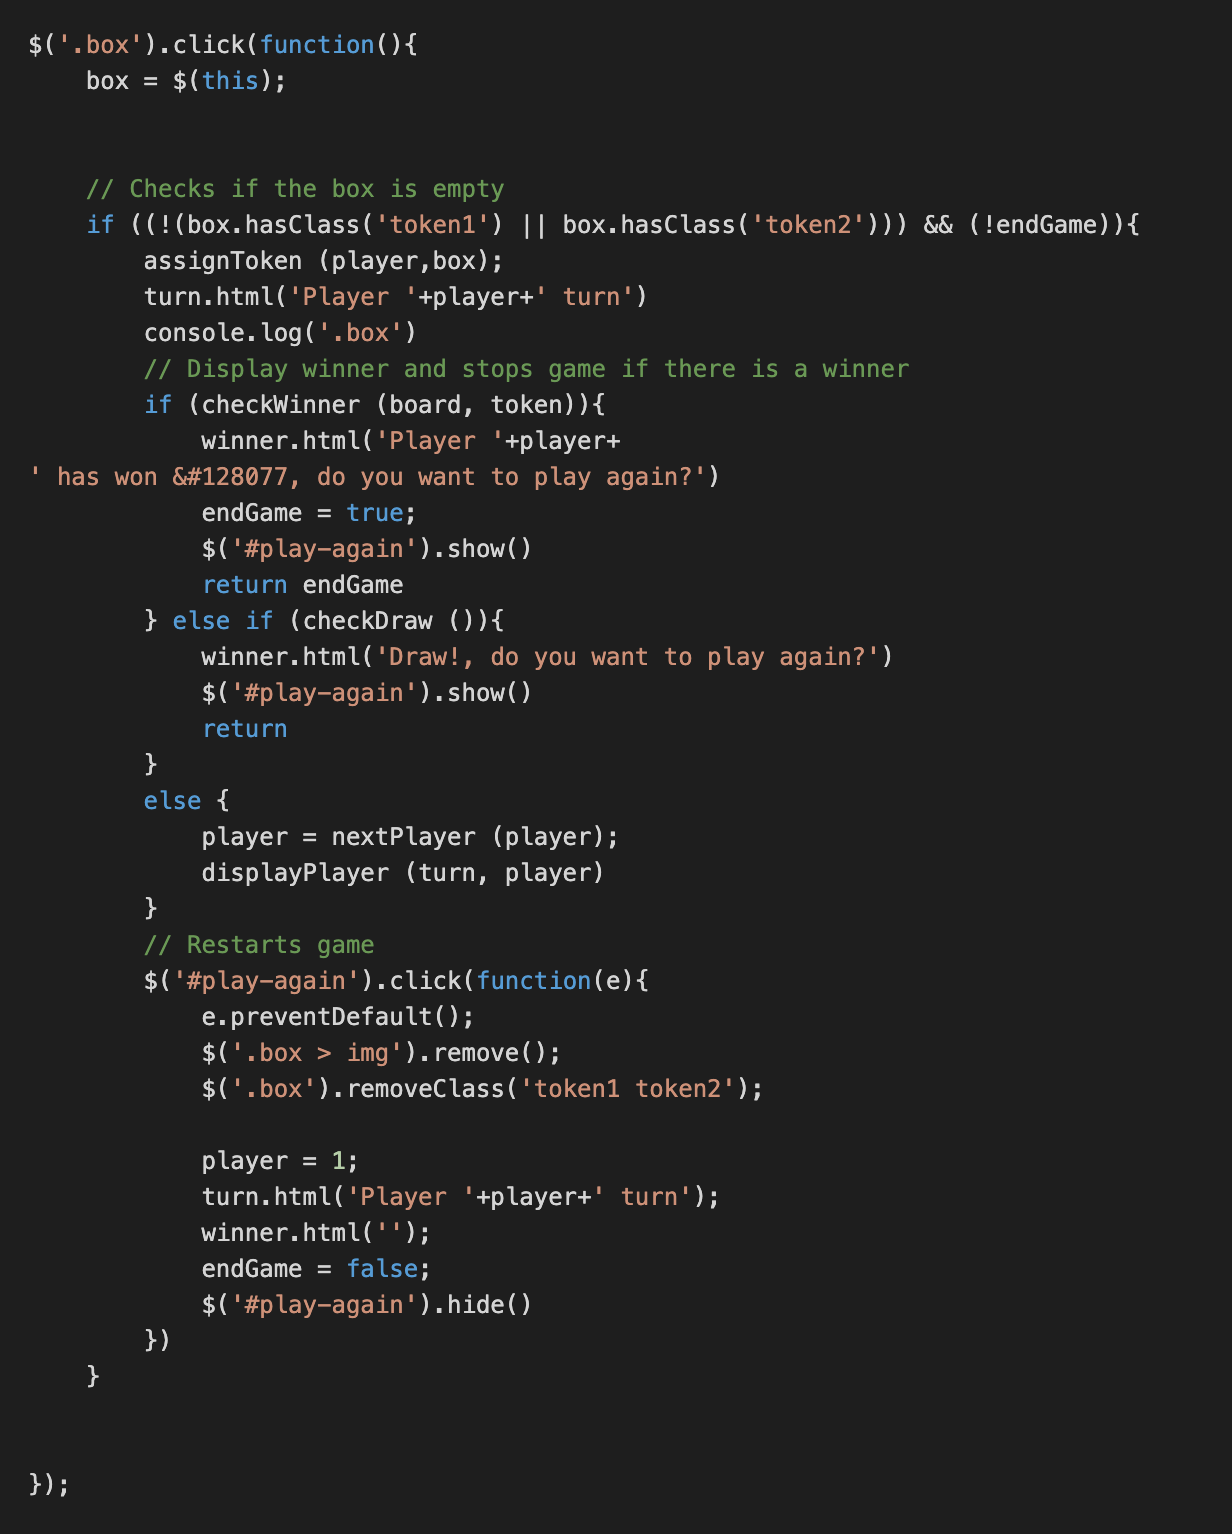 $('.box').click(function(){
    box = $(this);
    // Checks if the box is empty
    if ((!(box.hasClass('token1') || box.hasClass('token2'))) && (!endGame)){
        assignToken (player,box);
        turn.html('Player '+player+' turn')
        console.log('.box')
        // Display winner and stops game if there is a winner
        if (checkWinner (board, token)){
            winner.html('Player '+player+
' has won &#128077, do you want to play again?')
            endGame = true;
            $('#play-again').show()
            return endGame
        } else if (checkDraw ()){
            winner.html('Draw!, do you want to play again?')
            $('#play-again').show()
            return
        }
        else {
            player = nextPlayer (player);
            displayPlayer (turn, player)
        }
        // Restarts game
        $('#play-again').click(function(e){
            e.preventDefault();
            $('.box > img').remove();
            $('.box').removeClass('token1 token2');
            player = 1;
            turn.html('Player '+player+' turn');
            winner.html('');
            endGame = false;
            $('#play-again').hide()
        })
    }
});